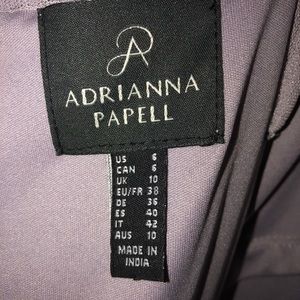 ADRIANNA
PAPELL
US 6
CAN 6
UK 10
EU/FR 38
DE 36
ES 40
IT 42
AUS 10
MADE IN
INDIA